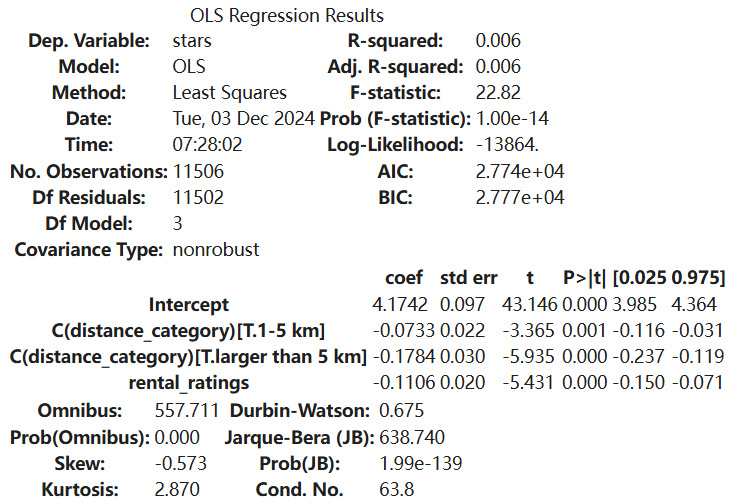 OLS Regression Results
Dep. Variable: stars R-squared: 0.006
Model: OLS Adj. R-squared: 0.006
Method: Least Squares F-statistic: 22.82
Date: Tue, 03 Dec 2024 Prob (F-statistic): 1.00e-14
Time: 07:28:02 Log-Likelihood: -13864.
No. Observations: 11506 AIC: 2.774e+04
Df Residuals: 11502 BIC: 2.777e+04
Df Model: 3
Covariance Type: nonrobust
coef std err t P>|t| [0.025 0.975]
Intercept 4.1742 0.097 43.146 0.000 3.985 4.364
C(distance_category)[T.1-5 km] -0.0733 0.022 -3.365 0.001 -0.116 -0.031
C(distance_category)[T.larger than 5 km] -0.1784 0.030 -5.935 0.000 -0.237 -0.119
rental_ratings -0.1106 0.020 -5.431 0.000 -0.150 -0.071
Omnibus: 557.711 Durbin-Watson: 0.675
Prob(Omnibus): 0.000 Jarque-Bera (JB): 638.740
Skew: -0.573 Prob(JB): 1.99e-139
Kurtosis: 2.870 Cond. No. 63.8